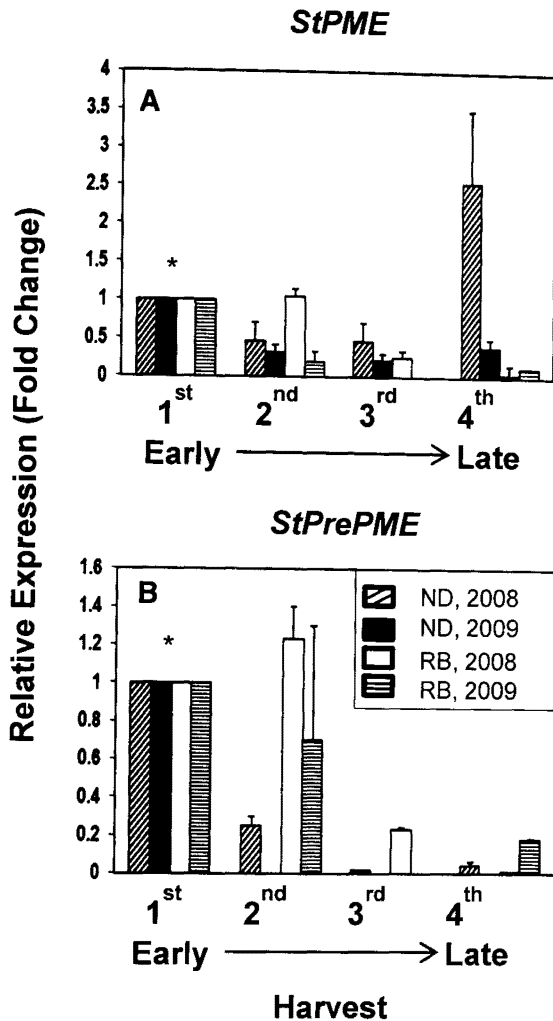 StPME
Relative Expression (Fold Change)
A
4
3.5
3
2.5
2
1.5
1
0.5
0
*
1st 2nd 3rd 4th
Early Late
StPrePME
B
1.6
1.4
1.2
1
0.8
0.6
0.4
0.2
0
*
ND, 2008
ND, 2009
RB, 2008
RB, 2009
1st 2nd 3rd 4th
Early Late
Harvest